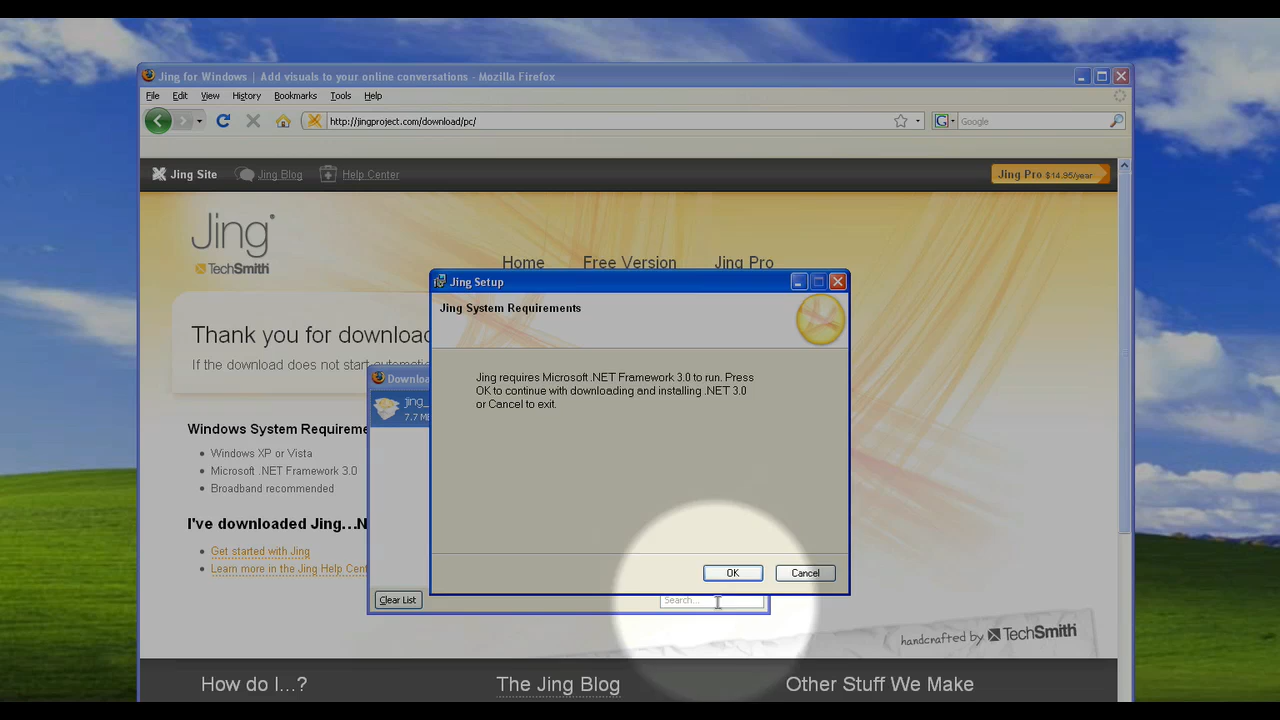 Jing for Windows | Add visuals to your online conversations - Mozilla Firefox
File Edit View History Bookmarks Tools Help
http://jingproject.com/download/pc/
G Google
Jing Site Jing Blog Help Center Jing Pro $14.95/year
Jing
TechSmith
Home Free Version Jing Pro
Jing Setup
Jing System Requirements
Thank you for downloa
If the download does not start
Jing requires Microsoft .NET Framework 3.0 to run. Press
OK to continue with downloading and installing .NET 3.0
or Cancel to exit.
Downloa
jing_
7.7 M
Windows System Requireme
Windows XP or Vista
Microsoft .NET Framework 3.0
Broadband recommended
I've downloaded Jing...N
Get started with Jing
Learn more in the Jing Help Cent
OK Cancel
Clear List Search...
handcrafted by TechSmith
How do I...? The Jing Blog Other Stuff We Make